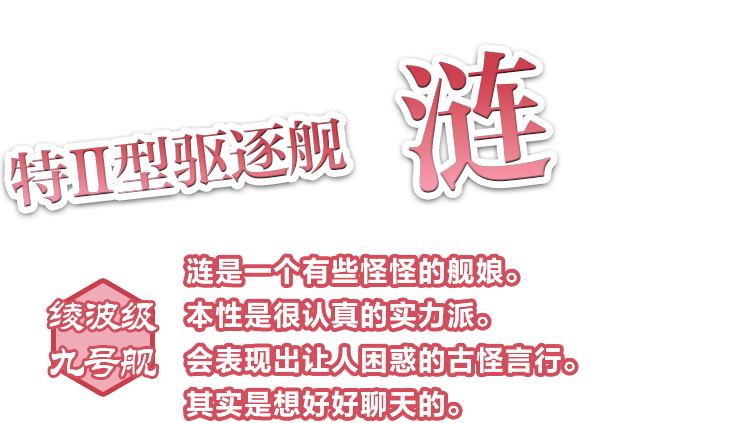 涟
特II型驱逐舰
涟是一个有些怪怪的舰娘。
本性是很认真的实力派。
会表现出让人困惑的古怪言行。
其实是想好好聊天的。
绫波级
九号舰